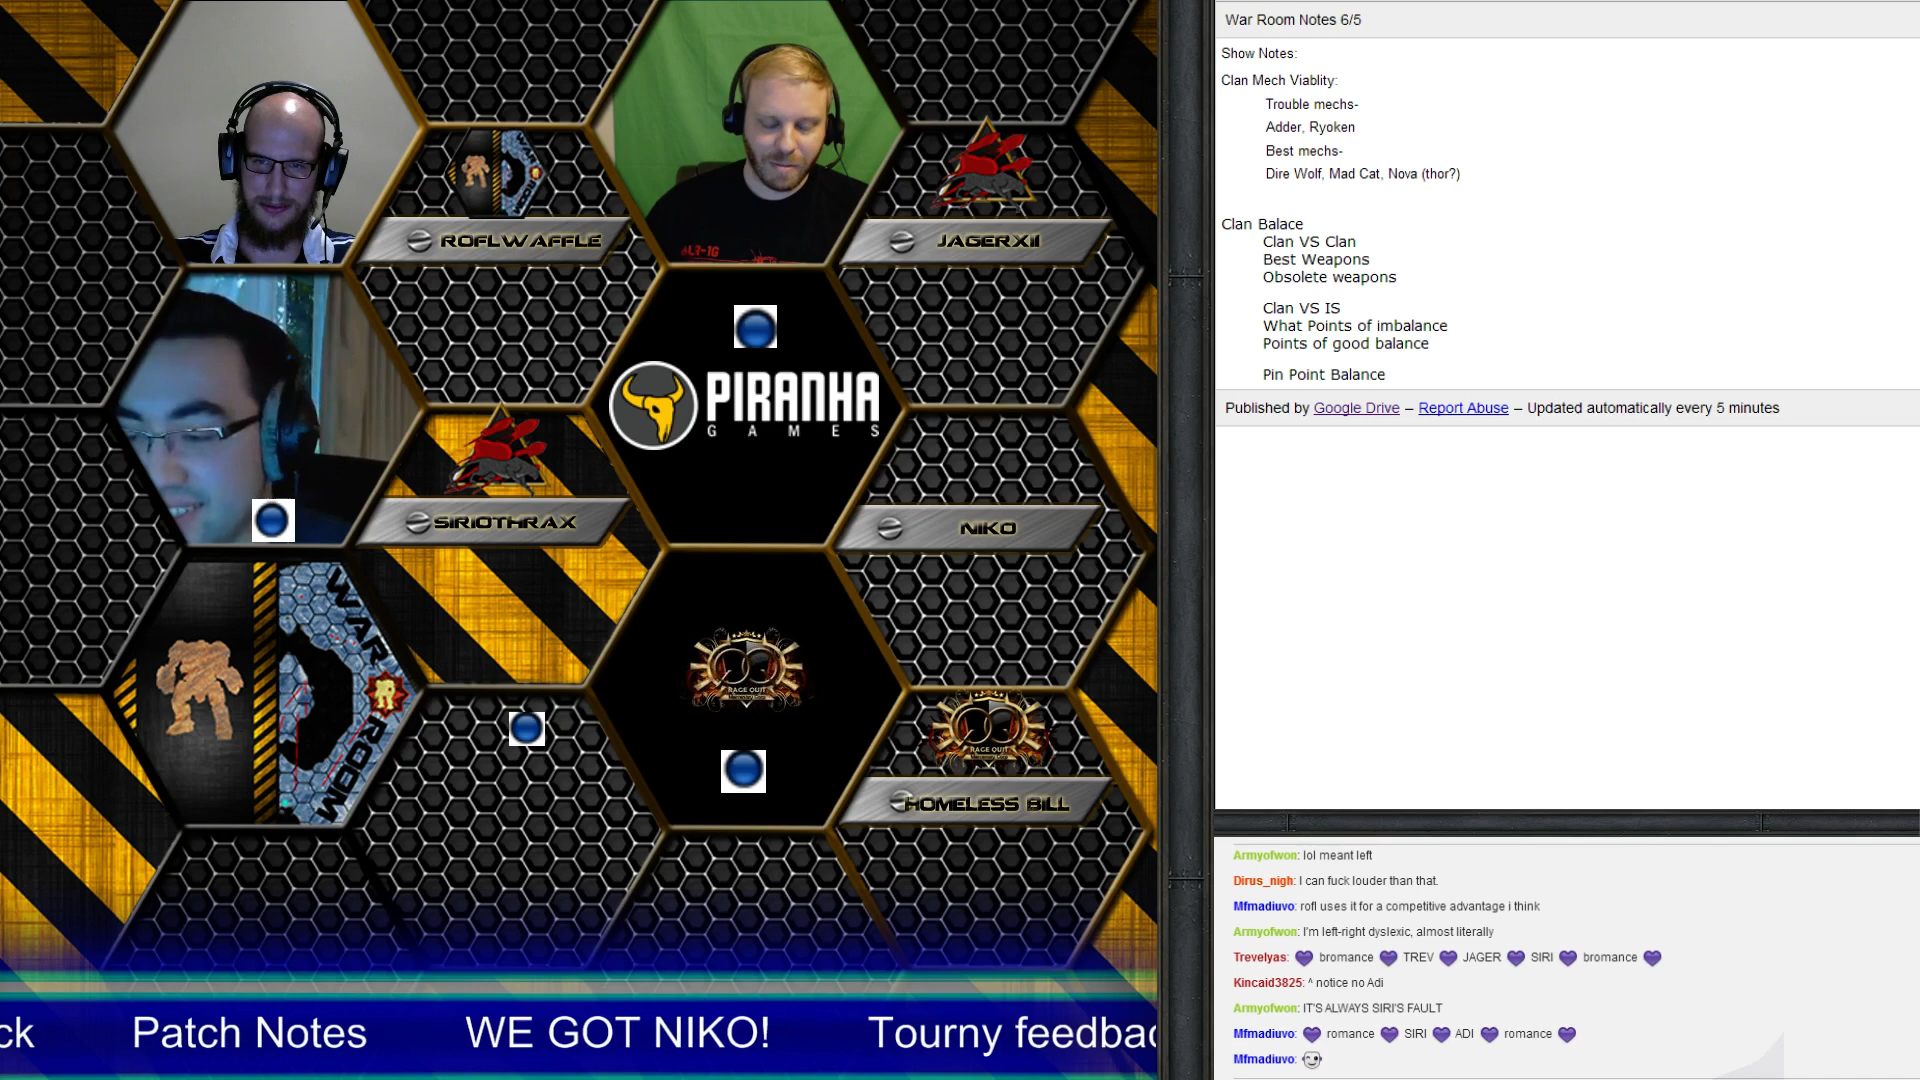 ROFLWAFFLE
JAGERXII
PIRANHA
GAMES
SIRIOTHRAX
NIKO
WAR ROOM
RAGE QUIT
RAGE QUIT
HOMELESS BILL
ck Patch Notes WE GOT NIKO! Tourny feedbac
War Room Notes 6/5
Show Notes:
Clan Mech Viablity:
Trouble mechs-
Adder, Ryoken
Best mechs-
Dire Wolf, Mad Cat, Nova (thor?)
Clan Balace
Clan VS Clan
Best Weapons
Obsolete weapons
Clan VS IS
What Points of imbalance
Points of good balance
Pin Point Balance
Published by Google Drive – Report Abuse – Updated automatically every 5 minutes
Armyofwon: lol meant left
Dirus_nigh: I can fuck louder than that.
Mfmadiuvo: rofl uses it for a competitive advantage i think
Armyofwon: I'm left-right dyslexic, almost literally
Trevelyas: bromance TREV JAGER SIRI bromance
Kincaid3825: ^ notice no Adi
Armyofwon: IT'S ALWAYS SIRI'S FAULT
Mfmadiuvo: romance SIRI ADI romance
Mfmadiuvo: